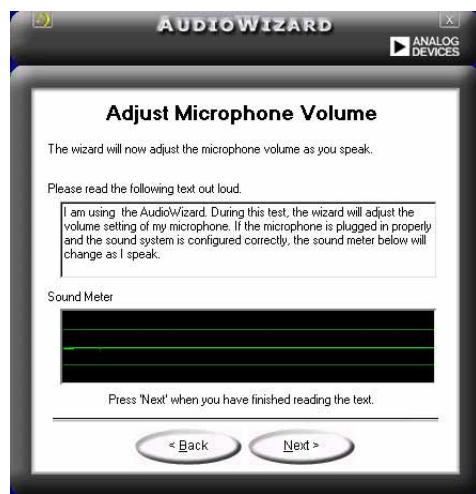 AUDIOWIZARD
X
ANALOG
DEVICES
Adjust Microphone Volume
The wizard will now adjust the microphone volume as you speak.
Please read the following text out loud.
I am using the AudioWizard. During this test, the wizard will adjust the
volume setting of my microphone. If the microphone is plugged in properly
and the sound system is configured correctly, the sound meter below will
change as I speak.
Sound Meter
Press 'Next' when you have finished reading the text.
< Back
Next >